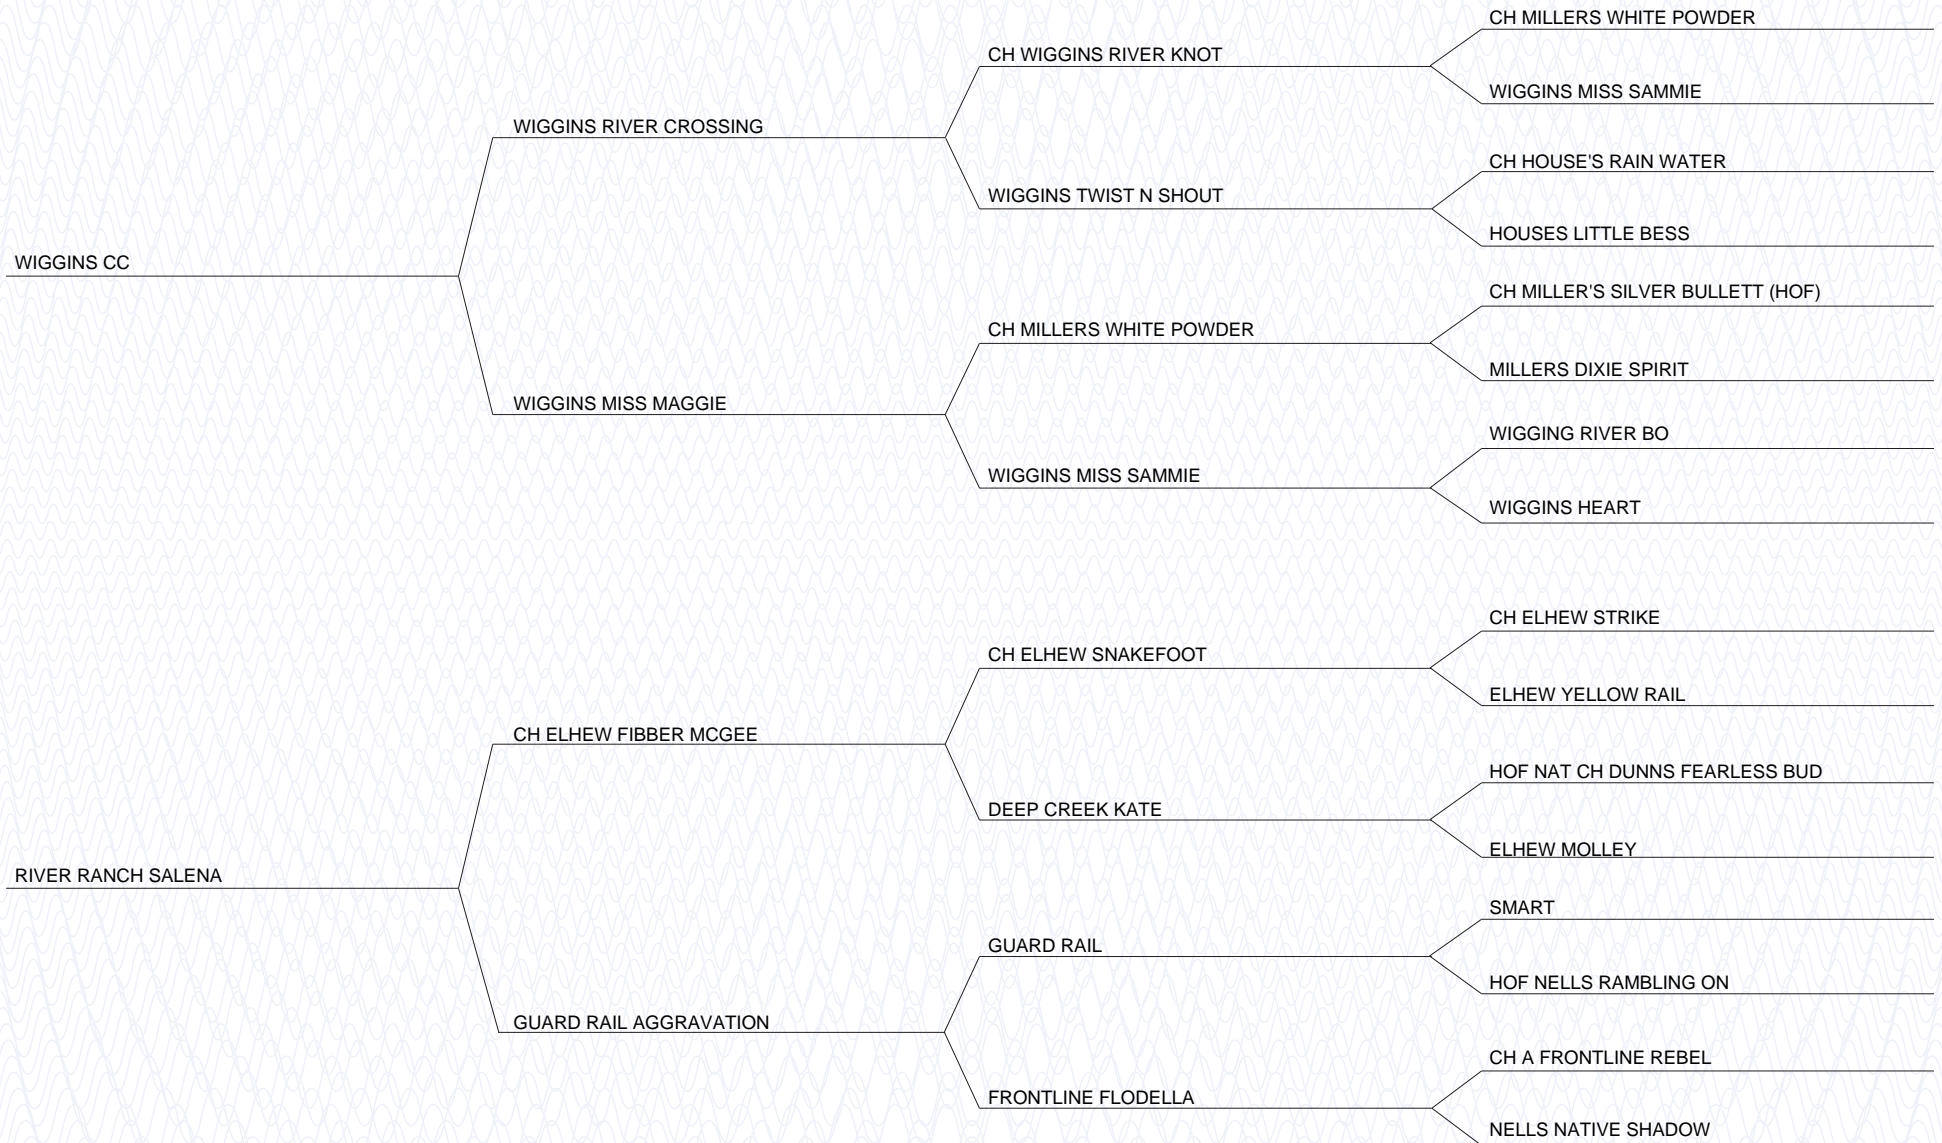 CH MILLERS WHITE POWDER
CH WIGGINS RIVER KNOT
WIGGINS MISS SAMMIE
WIGGINS RIVER CROSSING
CH HOUSE'S RAIN WATER
WIGGINS TWIST N SHOUT
HOUSES LITTLE BESS
WIGGINS CC
CH MILLER'S SILVER BULLETT (HOF)
CH MILLERS WHITE POWDER
MILLERS DIXIE SPIRIT
WIGGINS MISS MAGGIE
WIGGING RIVER BO
WIGGINS MISS SAMMIE
WIGGINS HEART
CH ELHEW STRIKE
CH ELHEW SNAKEFOOT
ELHEW YELLOW RAIL
CH ELHEW FIBBER MCGEE
HOF NAT CH DUNNS FEARLESS BUD
DEEP CREEK KATE
ELHEW MOLLEY
RIVER RANCH SALENA
SMART
GUARD RAIL
HOF NELLS RAMBLING ON
GUARD RAIL AGGRAVATION
CH A FRONTLINE REBEL
FRONTLINE FLODELLA
NELLS NATIVE SHADOW